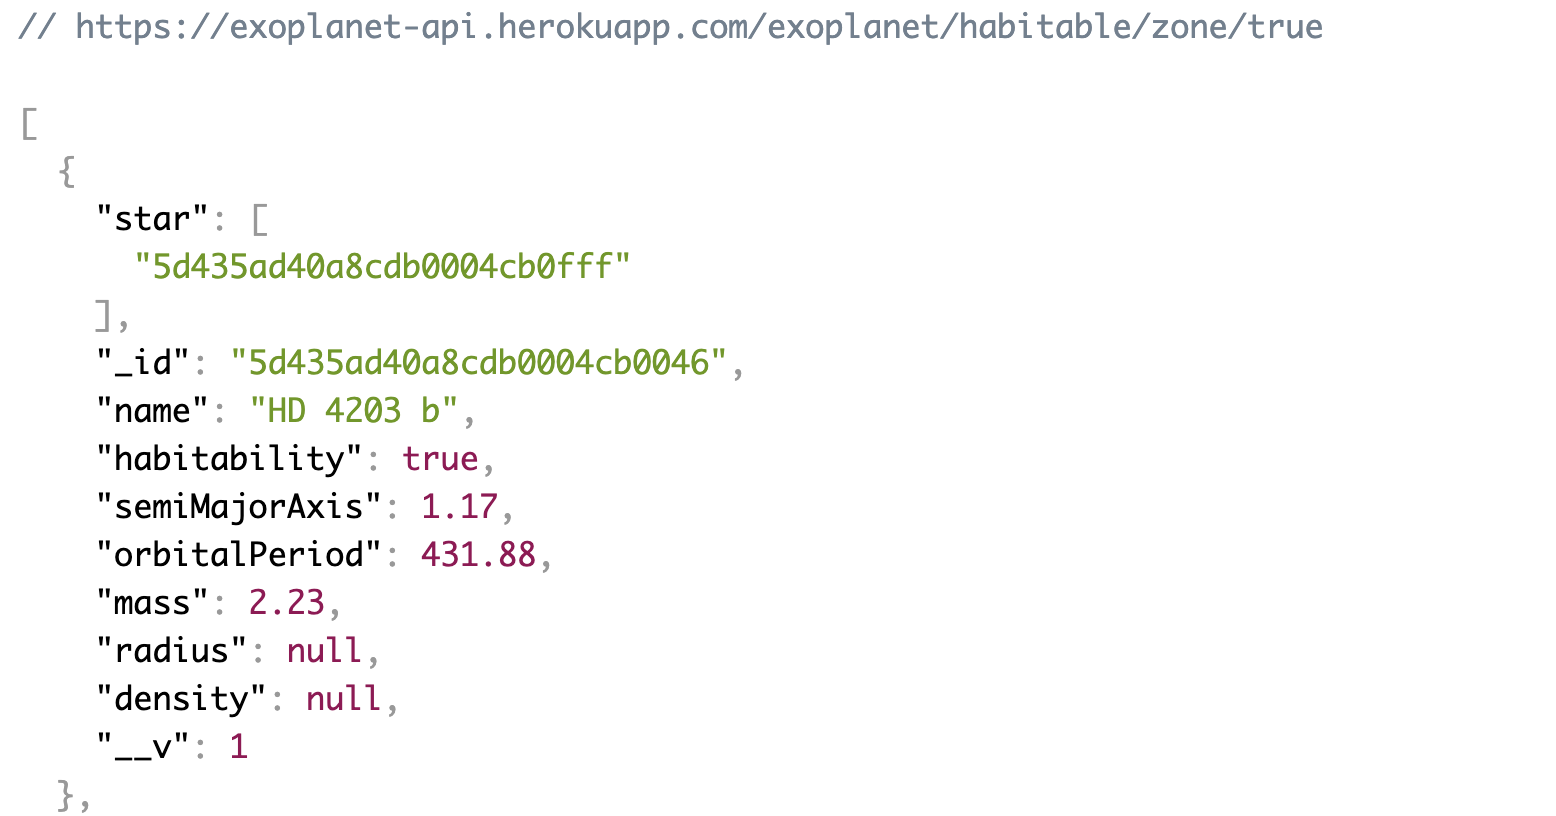 // https://exoplanet-api.herokuapp.com/exoplanet/habitable/zone/true
[
{
"star": [
"5d435ad40a8cdb0004cb0fff"
],
"_id": "5d435ad40a8cdb0004cb0046",
"name": "HD 4203 b",
"habitability": true,
"semiMajorAxis": 1.17,
"orbitalPeriod": 431.88,
"mass": 2.23,
"radius": null,
"density": null,
"__v": 1
},